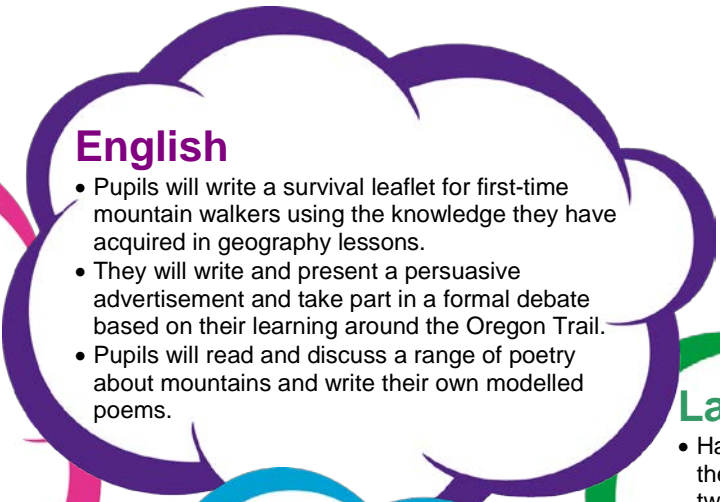 English
• Pupils will write a survival leaflet for first-time
mountain walkers using the knowledge they have
acquired in geography lessons.
• They will write and present a persuasive
advertisement and take part in a formal debate
based on their learning around the Oregon Trail.
• Pupils will read and discuss a range of poetry
about mountains and write their own modelled
poems.